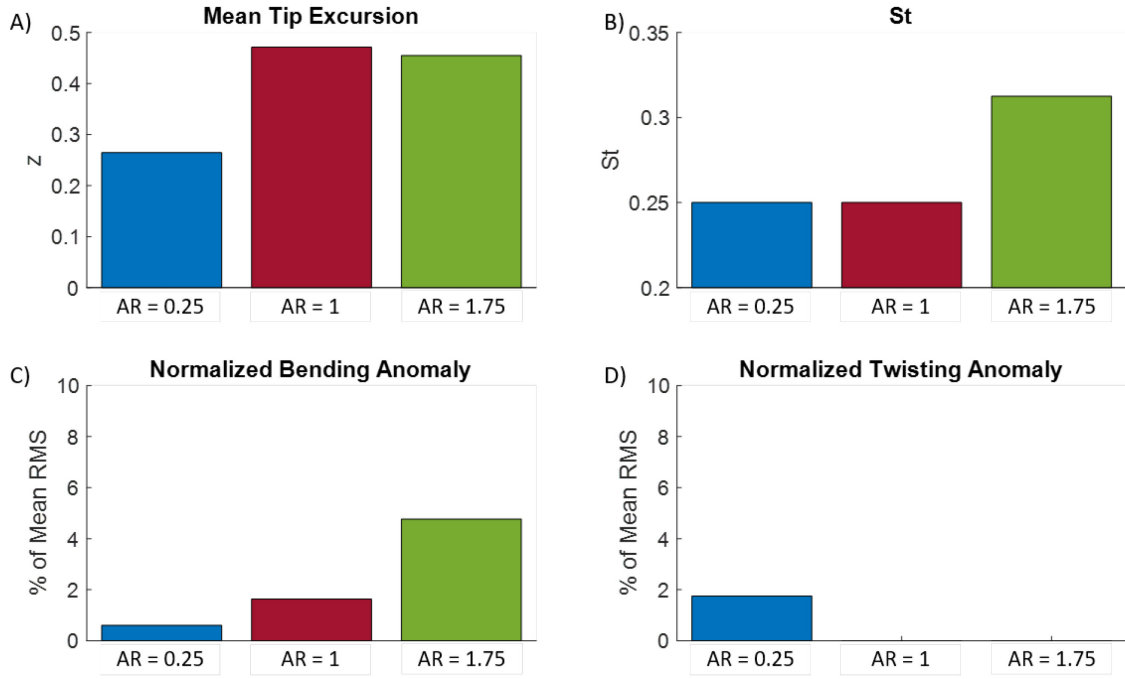 A) Mean Tip Excursion
0.5
0.4
0.3
0.2
0.1
0
z
AR = 0.25 AR = 1 AR = 1.75
B) St
0.35
0.3
0.25
0.2
St
AR = 0.25 AR = 1 AR = 1.75
C) Normalized Bending Anomaly
10
8
6
4
2
0
% of Mean RMS
AR = 0.25 AR = 1 AR = 1.75
D) Normalized Twisting Anomaly
10
8
6
4
2
0
% of Mean RMS
AR = 0.25 AR = 1 AR = 1.75